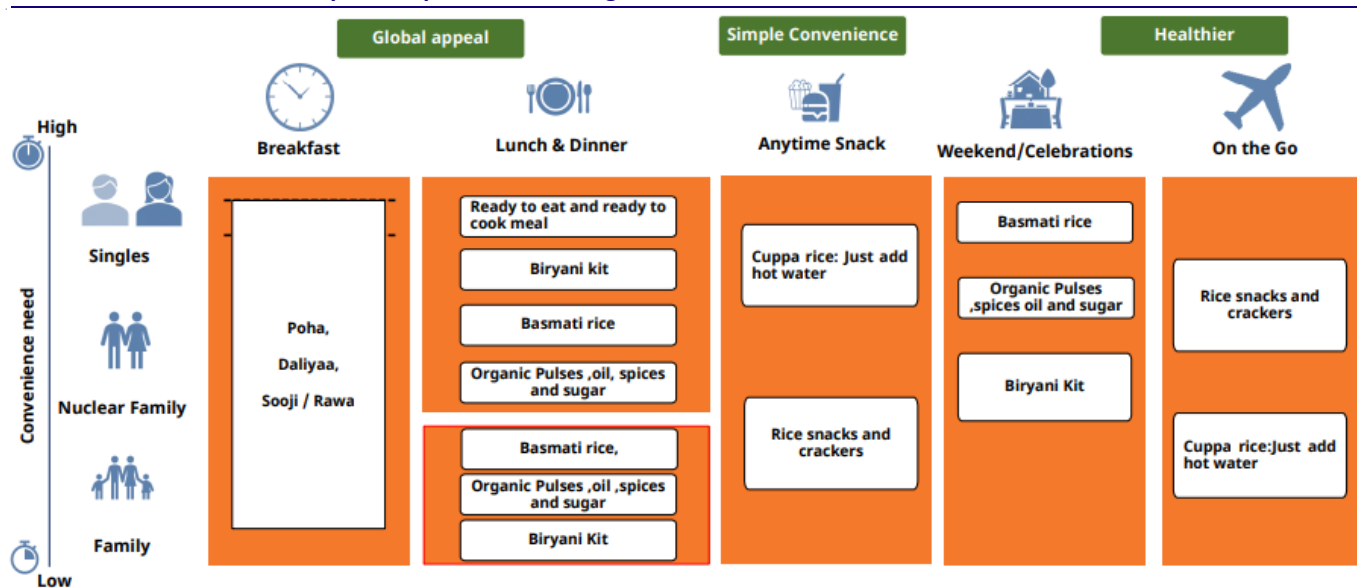 Global appeal
Simple Convenience
Healthier
High
Breakfast
Lunch & Dinner
Anytime Snack
Weekend/Celebrations
On the Go
Convenience need
Singles
Nuclear Family
Family
Low
Poha,
Daliyaa,
Sooji / Rawa
Ready to eat and ready to
cook meal
Biryani kit
Basmati rice
Organic Pulses ,oil, spices
and sugar
Basmati rice,
Organic Pulses ,oil ,spices
and sugar
Biryani Kit
Cuppa rice: Just add
hot water
Rice snacks and
crackers
Basmati rice
Organic Pulses
,spices oil and sugar
Biryani Kit
Rice snacks and
crackers
Cuppa rice:Just add
hot water